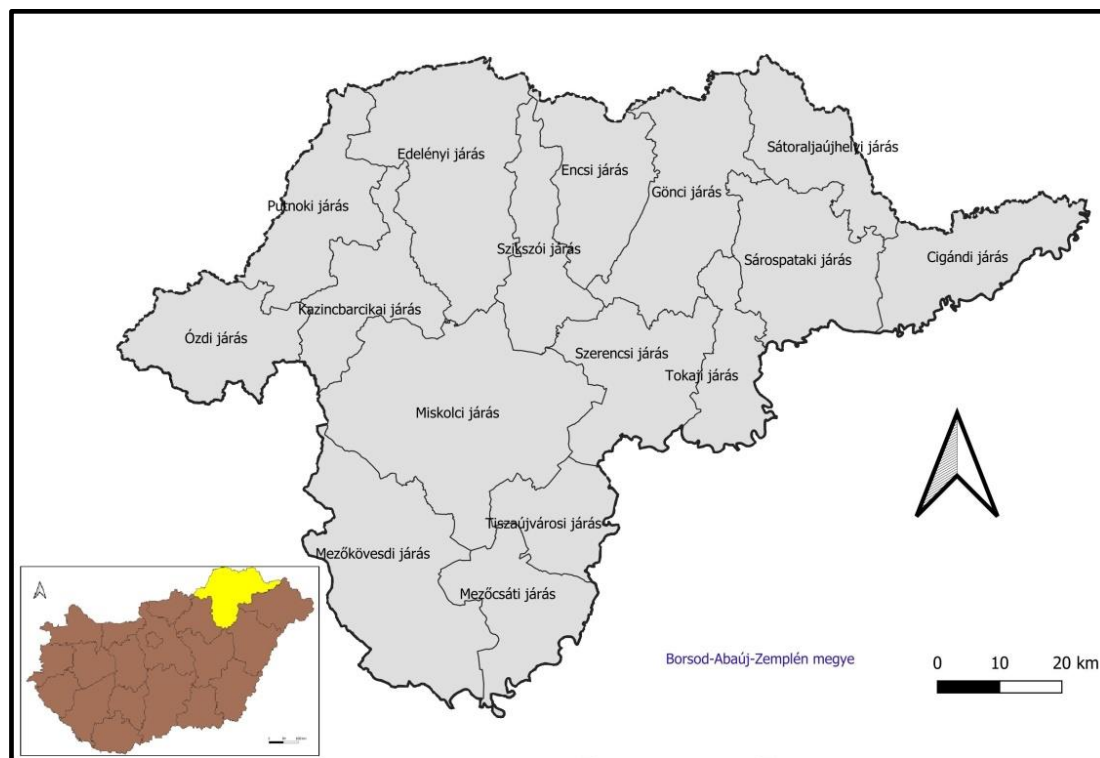 Sátoraljaújhelyi járás
Edelényi járás
Encsi járás
Gönci járás
Putnoki járás
Szikszói járás
Sárospataki járás
Cigándi járás
Kazincbarcikai járás
Ózdi járás
Szerencsi járás
Tokaji járás
Miskolci járás
Tiszaújvárosi járás
Mezőkövesdi járás
Mezőcsáti járás
Borsod-Abaúj-Zemplén megye
0 10 20 km